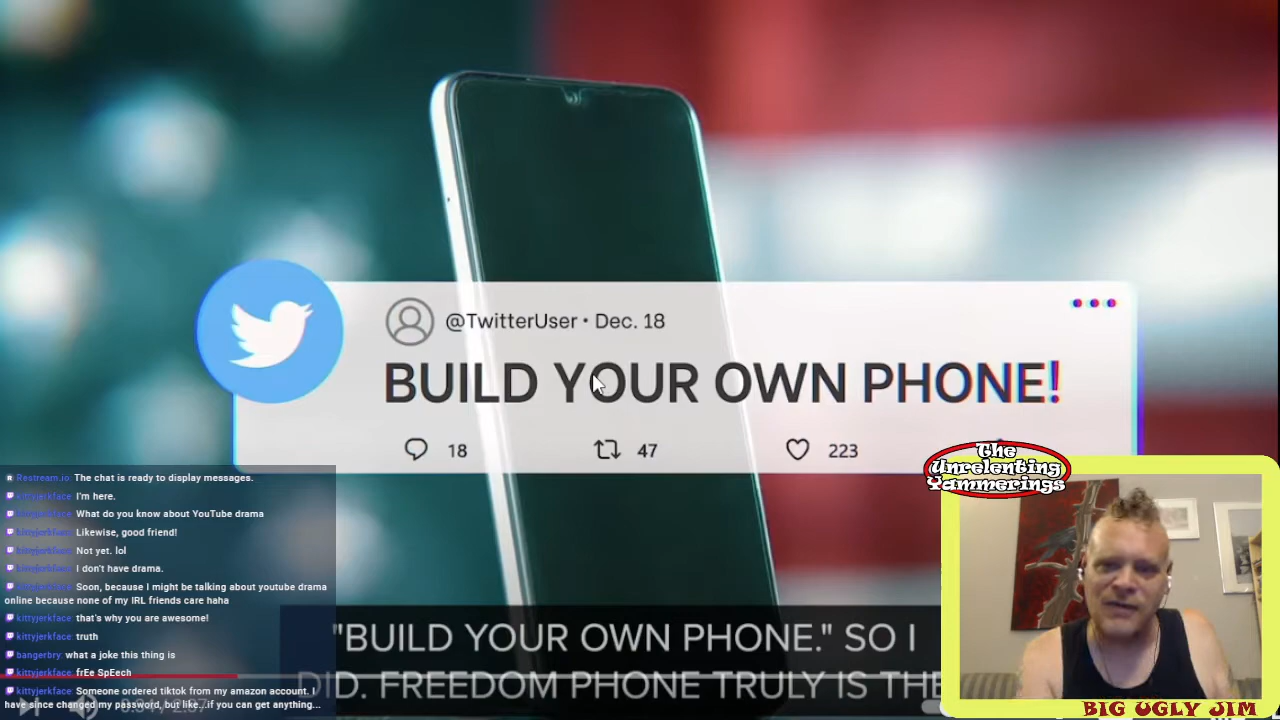 @TwitterUser • Dec. 18
BUILD YOUR OWN PHONE!
18 47 223
Restream.io: The chat is ready to display messages.
kittyjerkface: I'm here.
What do you know about YouTube drama
kittyjerkface: Likewise, good friend!
Not yet. lol
kittyjerkface: I don't have drama.
Soon, because I might be talking about youtube drama
online because none of my IRL friends care haha
kittyjerkface: that's why you are awesome!
kittyjerkface: truth
bangerbry: what a joke this thing is
kittyjerkface: frEe SpEech
kittyjerkface: Someone ordered tiktok from my amazon account. I
have since changed my password, but like...if you can get anything...
"BUILD YOUR OWN PHONE." SO I
DID. FREEDOM PHONE TRULY IS THE
The
Unrelenting
Yammerings
BIG UGLY JIM